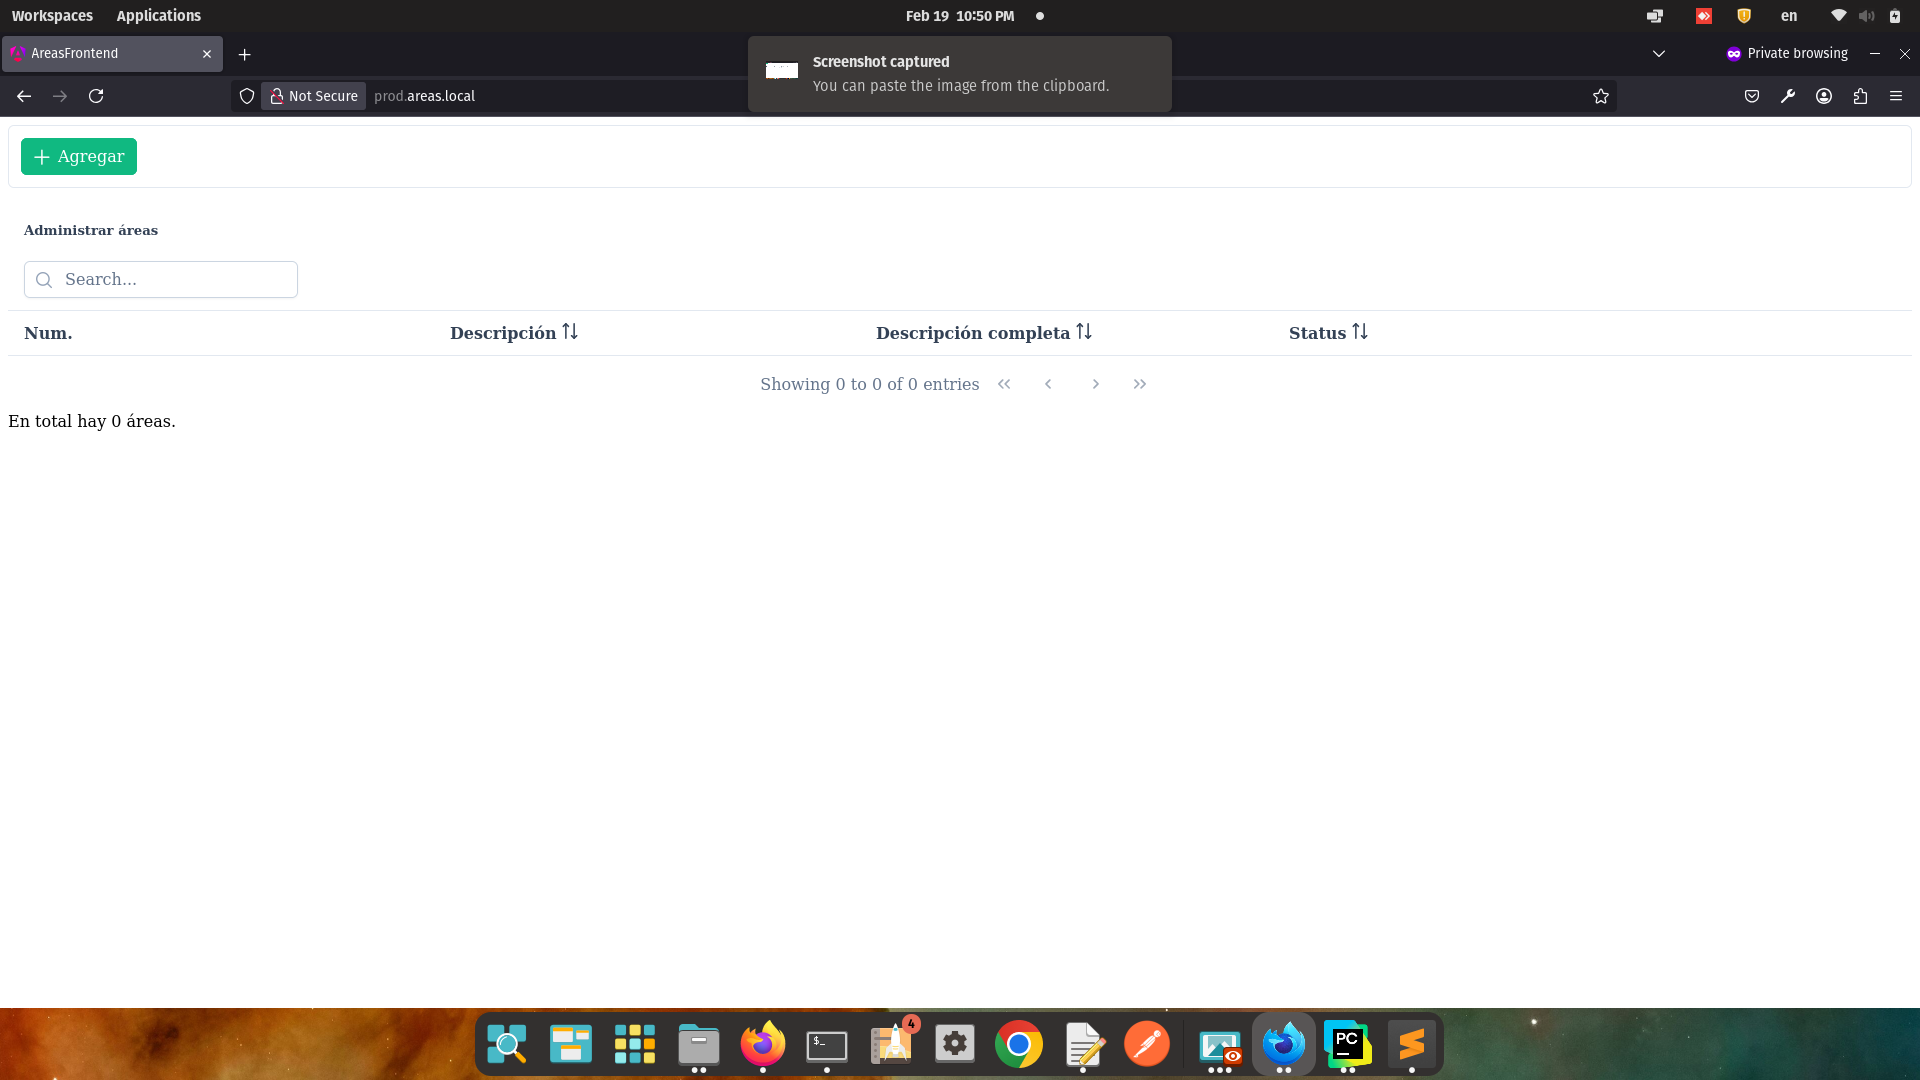 Workspaces Applications Feb 19 10:50 PM en
AreasFrontend Private browsing
Screenshot captured
You can paste the image from the clipboard.
Not Secure prod.areas.local
Agregar
Administrar áreas
Search...
Num. Descripción Descripción completa Status
Showing 0 to 0 of 0 entries
En total hay 0 áreas.
4
$_
PC